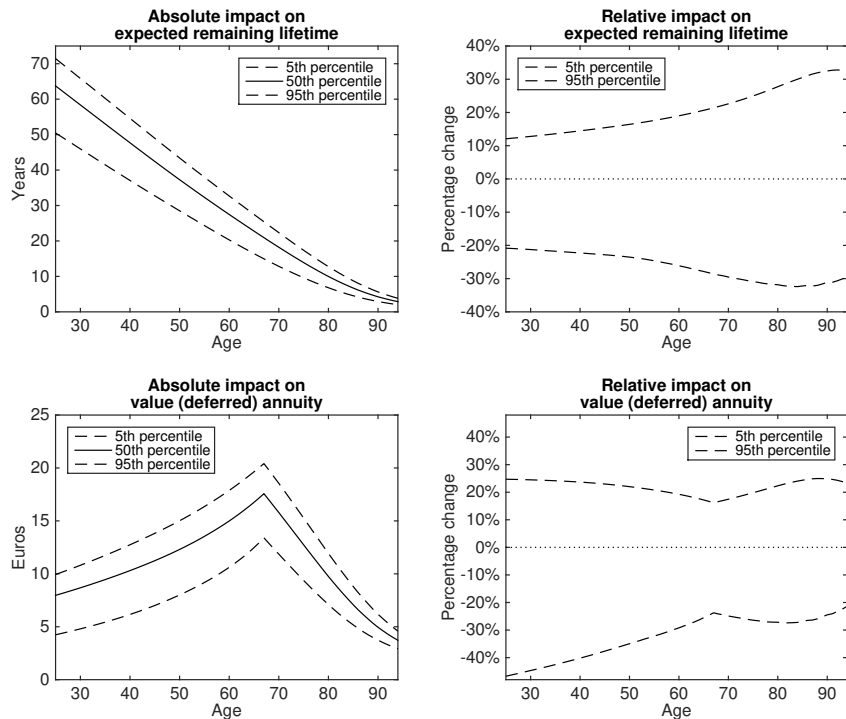 Absolute impact on
expected remaining lifetime
70
60
50
40
30
20
10
0
Years
5th percentile
50th percentile
95th percentile
30 40 50 60 70 80 90
Age
Relative impact on
expected remaining lifetime
40%
30%
20%
10%
0%
-10%
-20%
-30%
-40%
Percentage change
5th percentile
95th percentile
30 40 50 60 70 80 90
Age
Absolute impact on
value (deferred) annuity
25
20
15
10
5
0
Euros
5th percentile
50th percentile
95th percentile
30 40 50 60 70 80 90
Age
Relative impact on
value (deferred) annuity
40%
30%
20%
10%
0%
-10%
-20%
-30%
-40%
Percentage change
5th percentile
95th percentile
30 40 50 60 70 80 90
Age